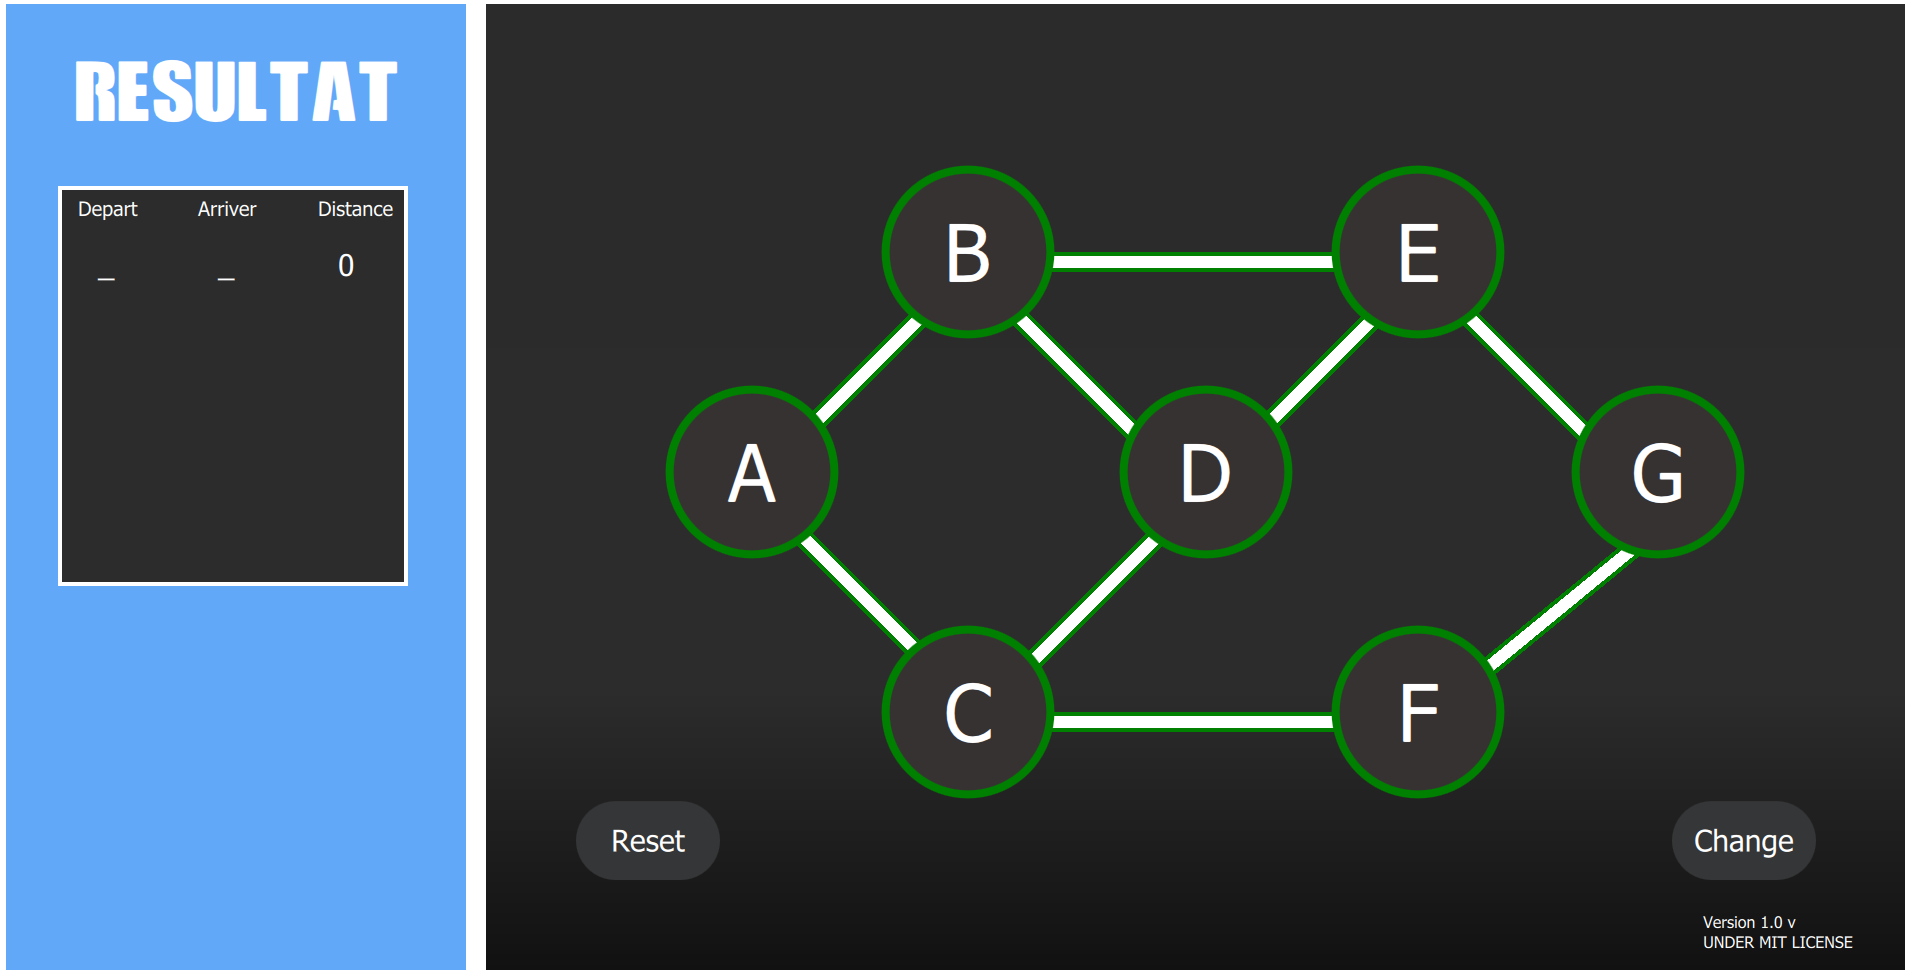 RESULTAT
Depart Arriver Distance
_ _ 0
B E
A D G
C F
Reset
Change
Version 1.0 v
UNDER MIT LICENSE